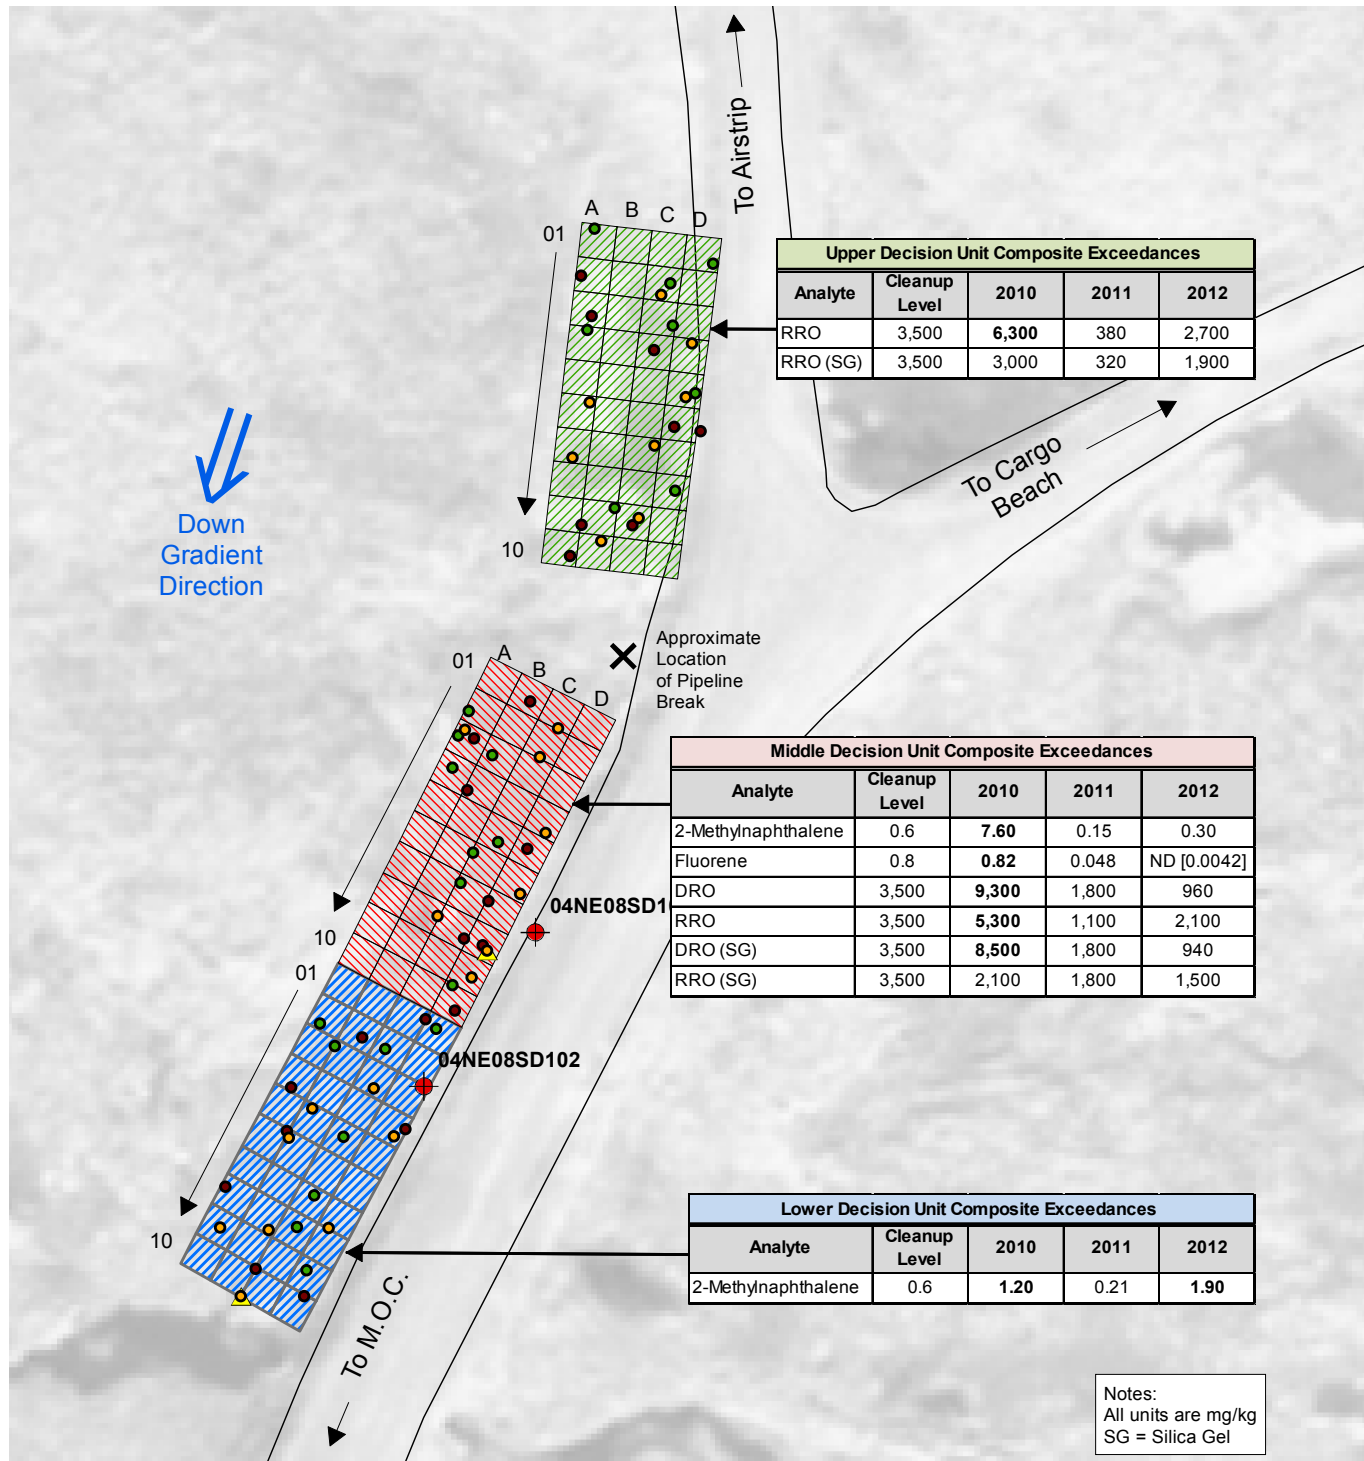 To Airstrip
A B C D
01
10
Upper Decision Unit Composite Exceedances
Analyte Cleanup Level 2010 2011 2012
RRO 3,500 6,300 380 2,700
RRO (SG) 3,500 3,000 320 1,900
To Cargo
Beach
Down
Gradient
Direction
Approximate
Location
of Pipeline
Break
01 A B C D
10
Middle Decision Unit Composite Exceedances
Analyte Cleanup Level 2010 2011 2012
2-Methylnaphthalene 0.6 7.60 0.15 0.30
Fluorene 0.8 0.82 0.048 ND [0.0042]
DRO 3,500 9,300 1,800 960
RRO 3,500 5,300 1,100 2,100
DRO (SG) 3,500 8,500 1,800 940
RRO (SG) 3,500 2,100 1,800 1,500
01
10
04NE08SD102
Lower Decision Unit Composite Exceedances
Analyte Cleanup Level 2010 2011 2012
2-Methylnaphthalene 0.6 1.20 0.21 1.90
To M.O.C.
Notes:
All units are mg/kg
SG = Silica Gel